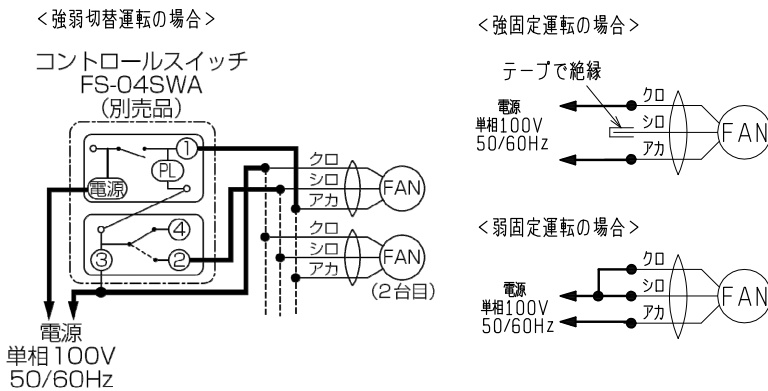 ＜強弱切替運転の場合＞
コントロールスイッチ
FS-04SWA
(別売品)
①
PL
電源
④
③
②
クロ
シロ
アカ
FAN
クロ
シロ
アカ
FAN
(2台目)
電源
単相100V
50/60Hz
＜強固定運転の場合＞
テープで絶縁
電源
単相100V
50/60Hz
クロ
シロ
アカ
FAN
＜弱固定運転の場合＞
電源
単相100V
50/60Hz
クロ
シロ
アカ
FAN